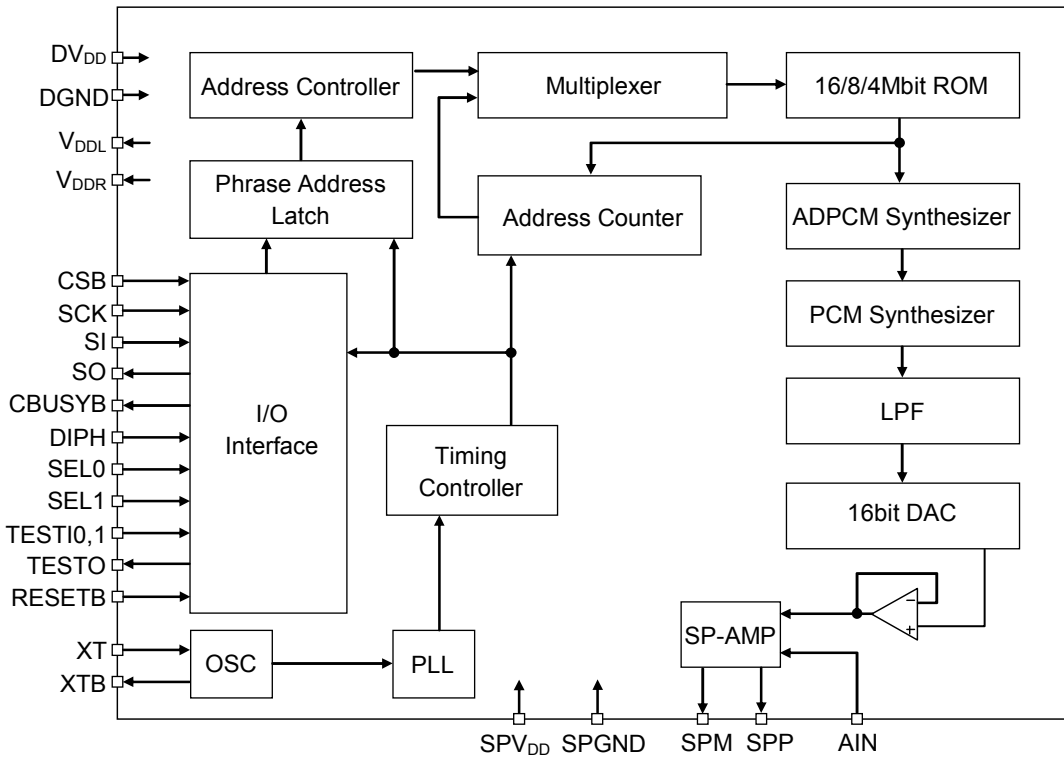 DVDD
DGND
VDDL
VDDR
CSB
SCK
SI
SO
CBUSYB
DIPH
SEL0
SEL1
TESTI0,1
TESTO
RESETB
XT
XTB
Address Controller
Multiplexer
16/8/4Mbit ROM
Phrase Address
Latch
Address Counter
ADPCM Synthesizer
PCM Synthesizer
I/O
Interface
LPF
Timing
Controller
16bit DAC
−
+
SP-AMP
OSC
PLL
SPVDD
SPGND
SPM
SPP
AIN